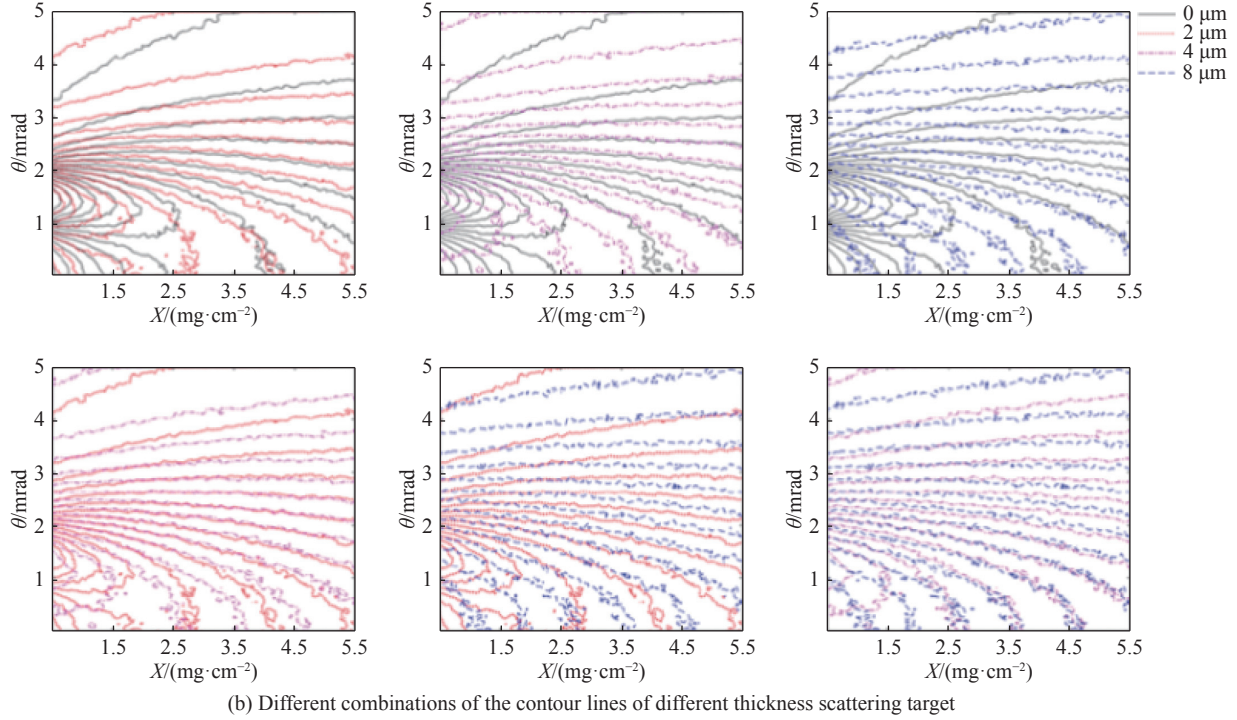 0 μm
2 μm
4 μm
8 μm
5
4
3
2
1
θ/mrad
1.5 2.5 3.5 4.5 5.5
X/(mg·cm⁻²)
5
4
3
2
1
θ/mrad
1.5 2.5 3.5 4.5 5.5
X/(mg·cm⁻²)
5
4
3
2
1
θ/mrad
1.5 2.5 3.5 4.5 5.5
X/(mg·cm⁻²)
5
4
3
2
1
θ/mrad
1.5 2.5 3.5 4.5 5.5
X/(mg·cm⁻²)
5
4
3
2
1
θ/mrad
1.5 2.5 3.5 4.5 5.5
X/(mg·cm⁻²)
5
4
3
2
1
θ/mrad
1.5 2.5 3.5 4.5 5.5
X/(mg·cm⁻²)
(b) Different combinations of the contour lines of different thickness scattering target